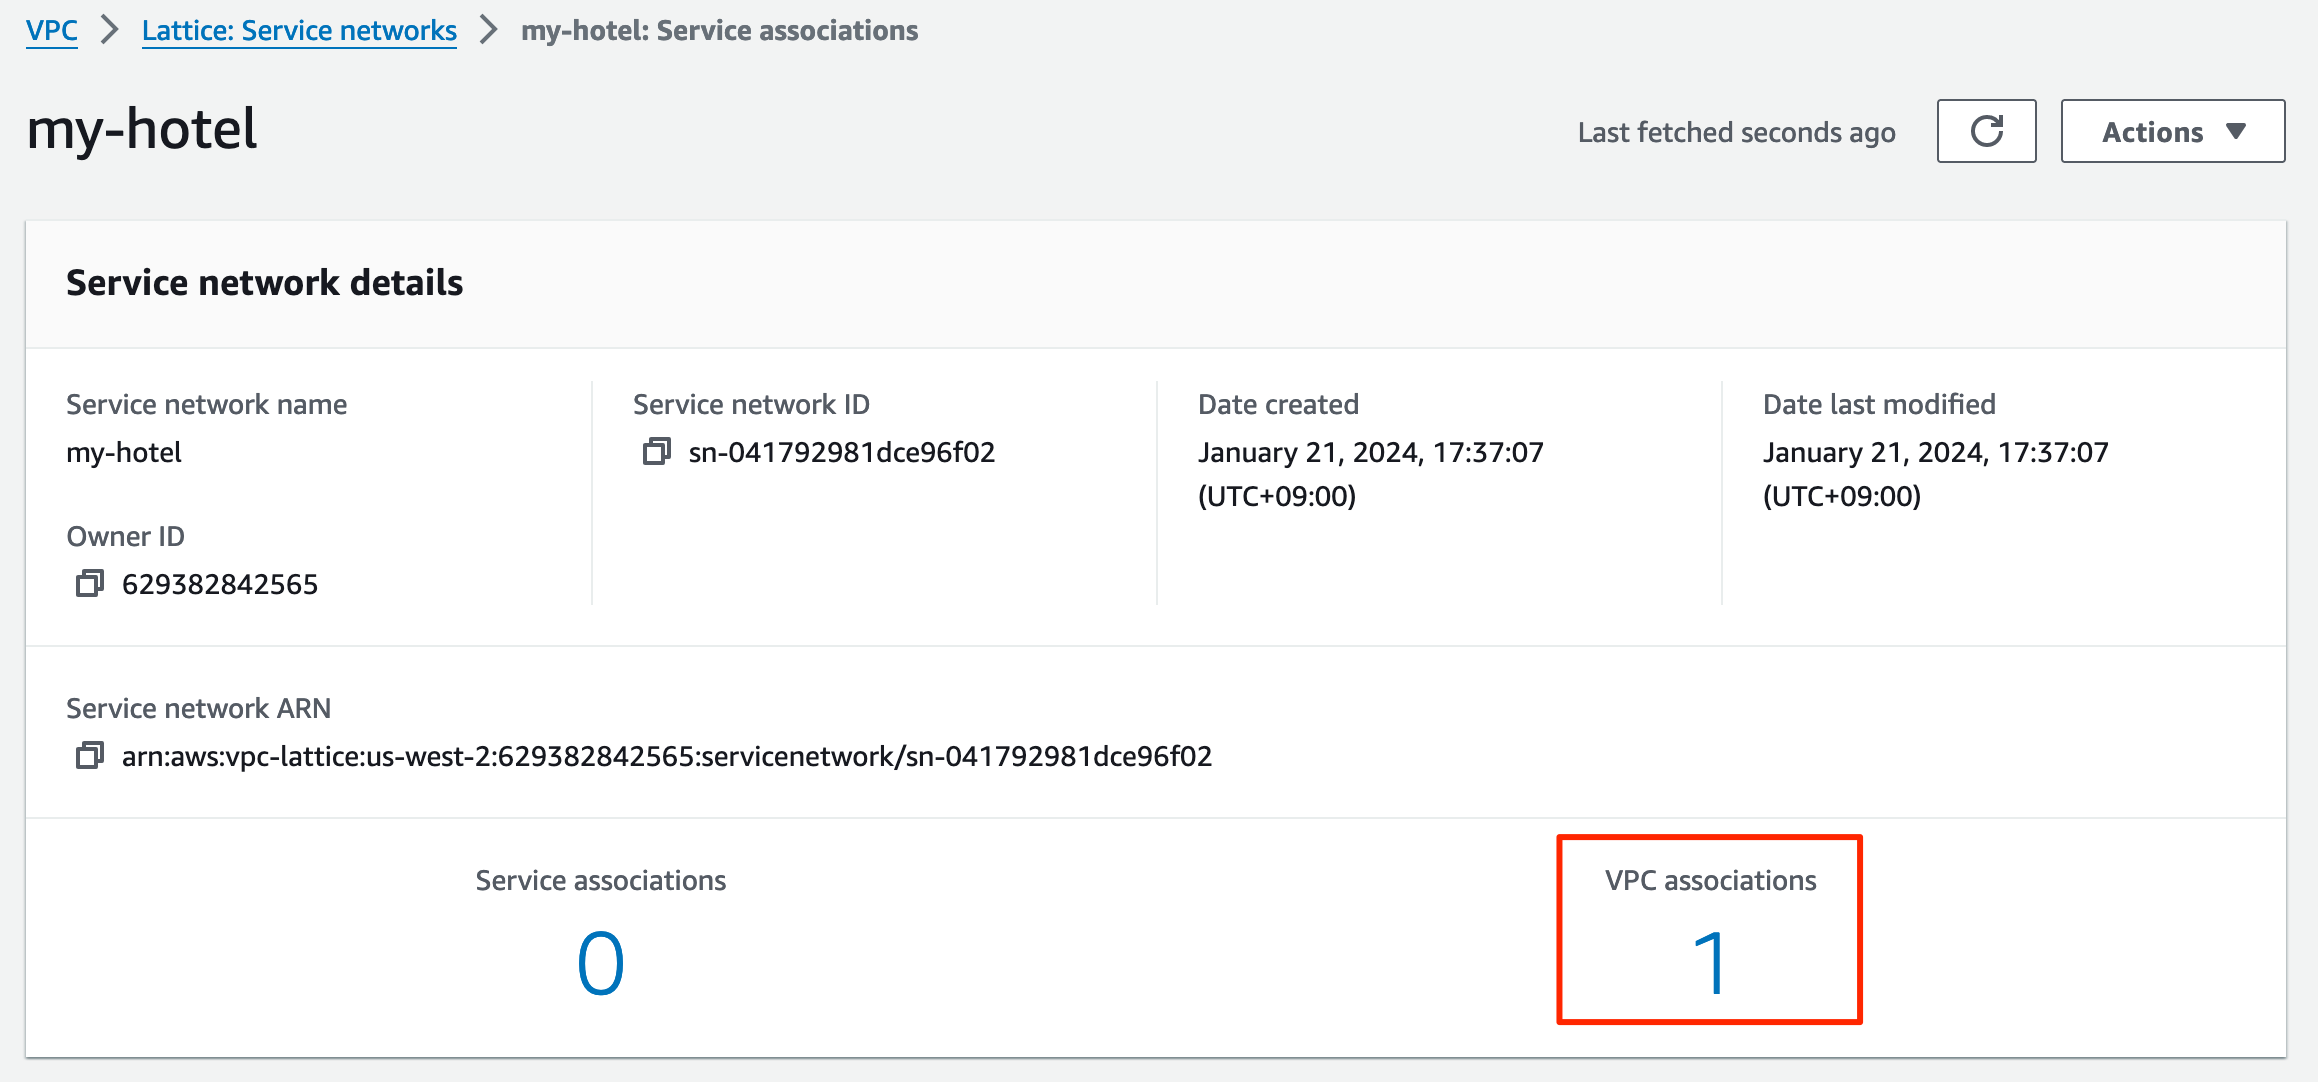 VPC > Lattice: Service networks > my-hotel: Service associations
my-hotel
Last fetched seconds ago
Actions
Service network details
Service network name
my-hotel
Owner ID
629382842565
Service network ID
sn-041792981dce96f02
Date created
January 21, 2024, 17:37:07
(UTC+09:00)
Date last modified
January 21, 2024, 17:37:07
(UTC+09:00)
Service network ARN
arn:aws:vpc-lattice:us-west-2:629382842565:servicenetwork/sn-041792981dce96f02
Service associations
0
VPC associations
1